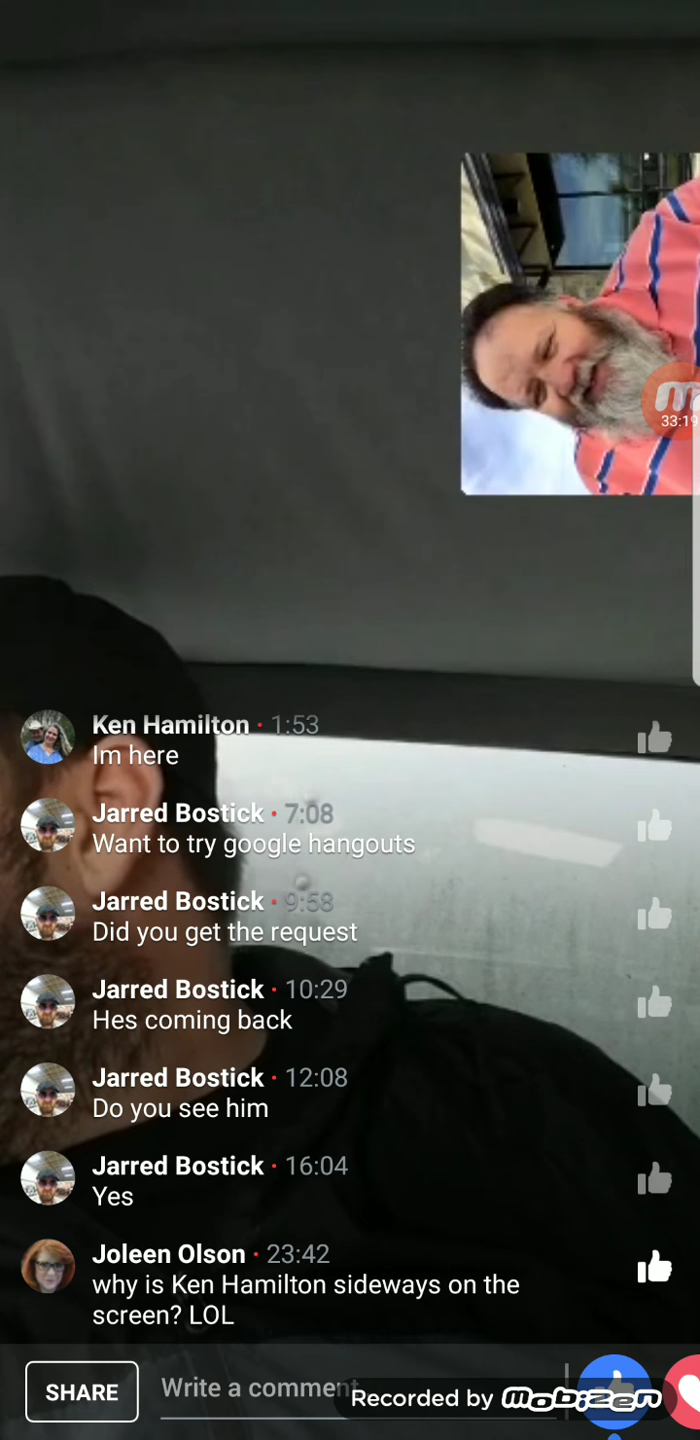 33:19
Ken Hamilton · 1:53
Im here
Jarred Bostick · 7:08
Want to try google hangouts
Jarred Bostick · 9:58
Did you get the request
Jarred Bostick · 10:29
Hes coming back
Jarred Bostick · 12:08
Do you see him
Jarred Bostick · 16:04
Yes
Joleen Olson · 23:42
why is Ken Hamilton sideways on the
screen? LOL
SHARE
Write a comment
Recorded by mobizen